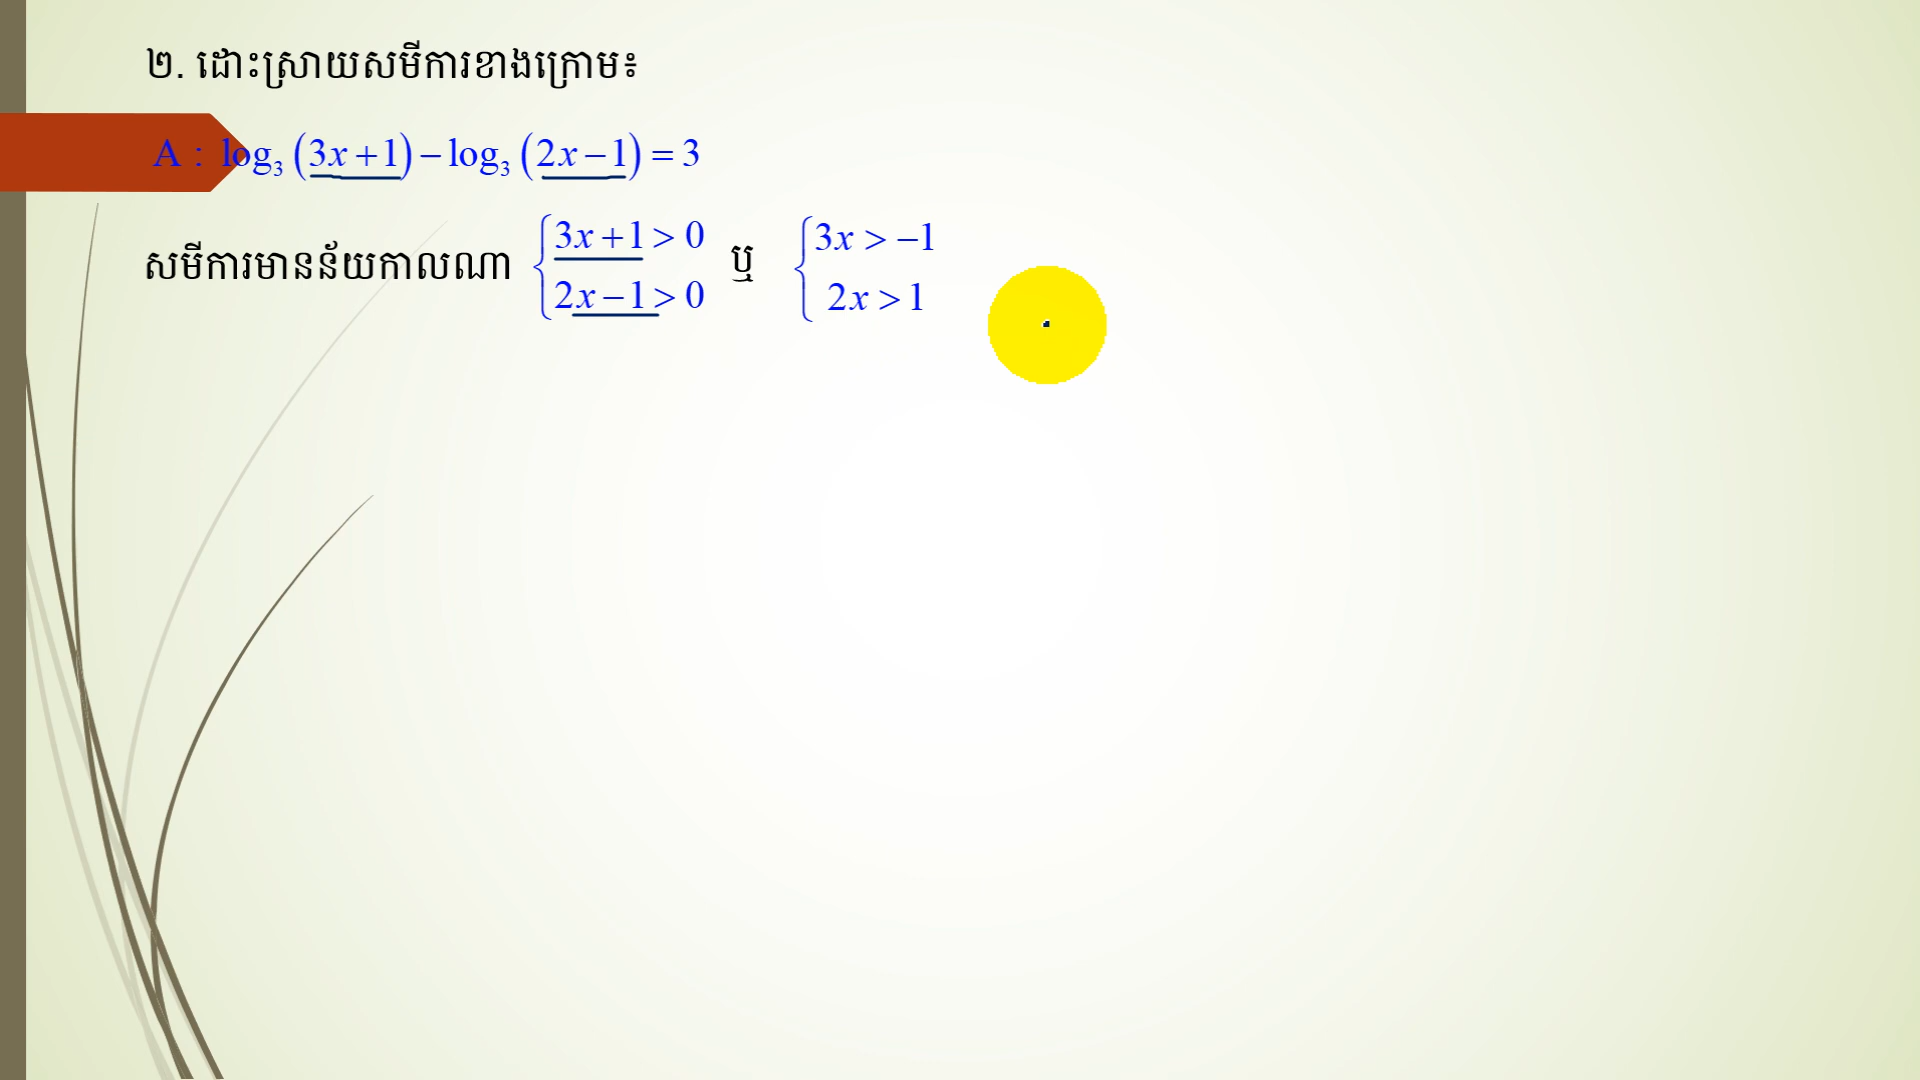 ២. ដោះស្រាយសមីការខាងក្រោម៖
A : log₃(3x+1)−log₃(2x−1)=3
សមីការមានន័យកាលណា {3x+1>0 2x−1>0 ឬ {3x>−1 2x>1